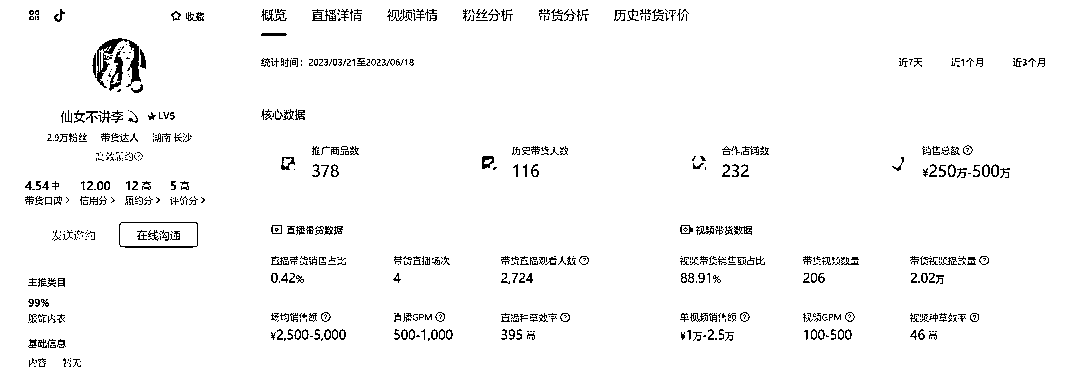 收藏
仙女不讲李 LV5
2.9万粉丝 带货达人 湖南 长沙
高效履约
4.54 中 12.00 12 高 5 高
带货口碑 信用分 履约分 评价分
发送邀约 在线沟通
主推类目
99%
服饰内衣
基础信息
内容 暂无
概览 直播详情 视频详情 粉丝分析 带货分析 历史带货评价
统计时间：2023/03/21至2023/06/18 近7天 近1个月 近3个月
核心数据
推广商品数 历史带货人数 合作店铺数 销售总额
378 116 232 ¥250万-500万
直播带货数据 视频带货数据
直播带货销售占比 带货直播场次 带货直播观看人数 视频带货销售额占比 带货视频数量 带货视频播放量
0.42% 4 2,724 88.91% 206 2.02万
场均销售额 直播GPM 直播种草效率 单视频销售额 视频GPM 视频种草效率
¥2,500-5,000 500-1,000 395 高 ¥1万-2.5万 100-500 46 高